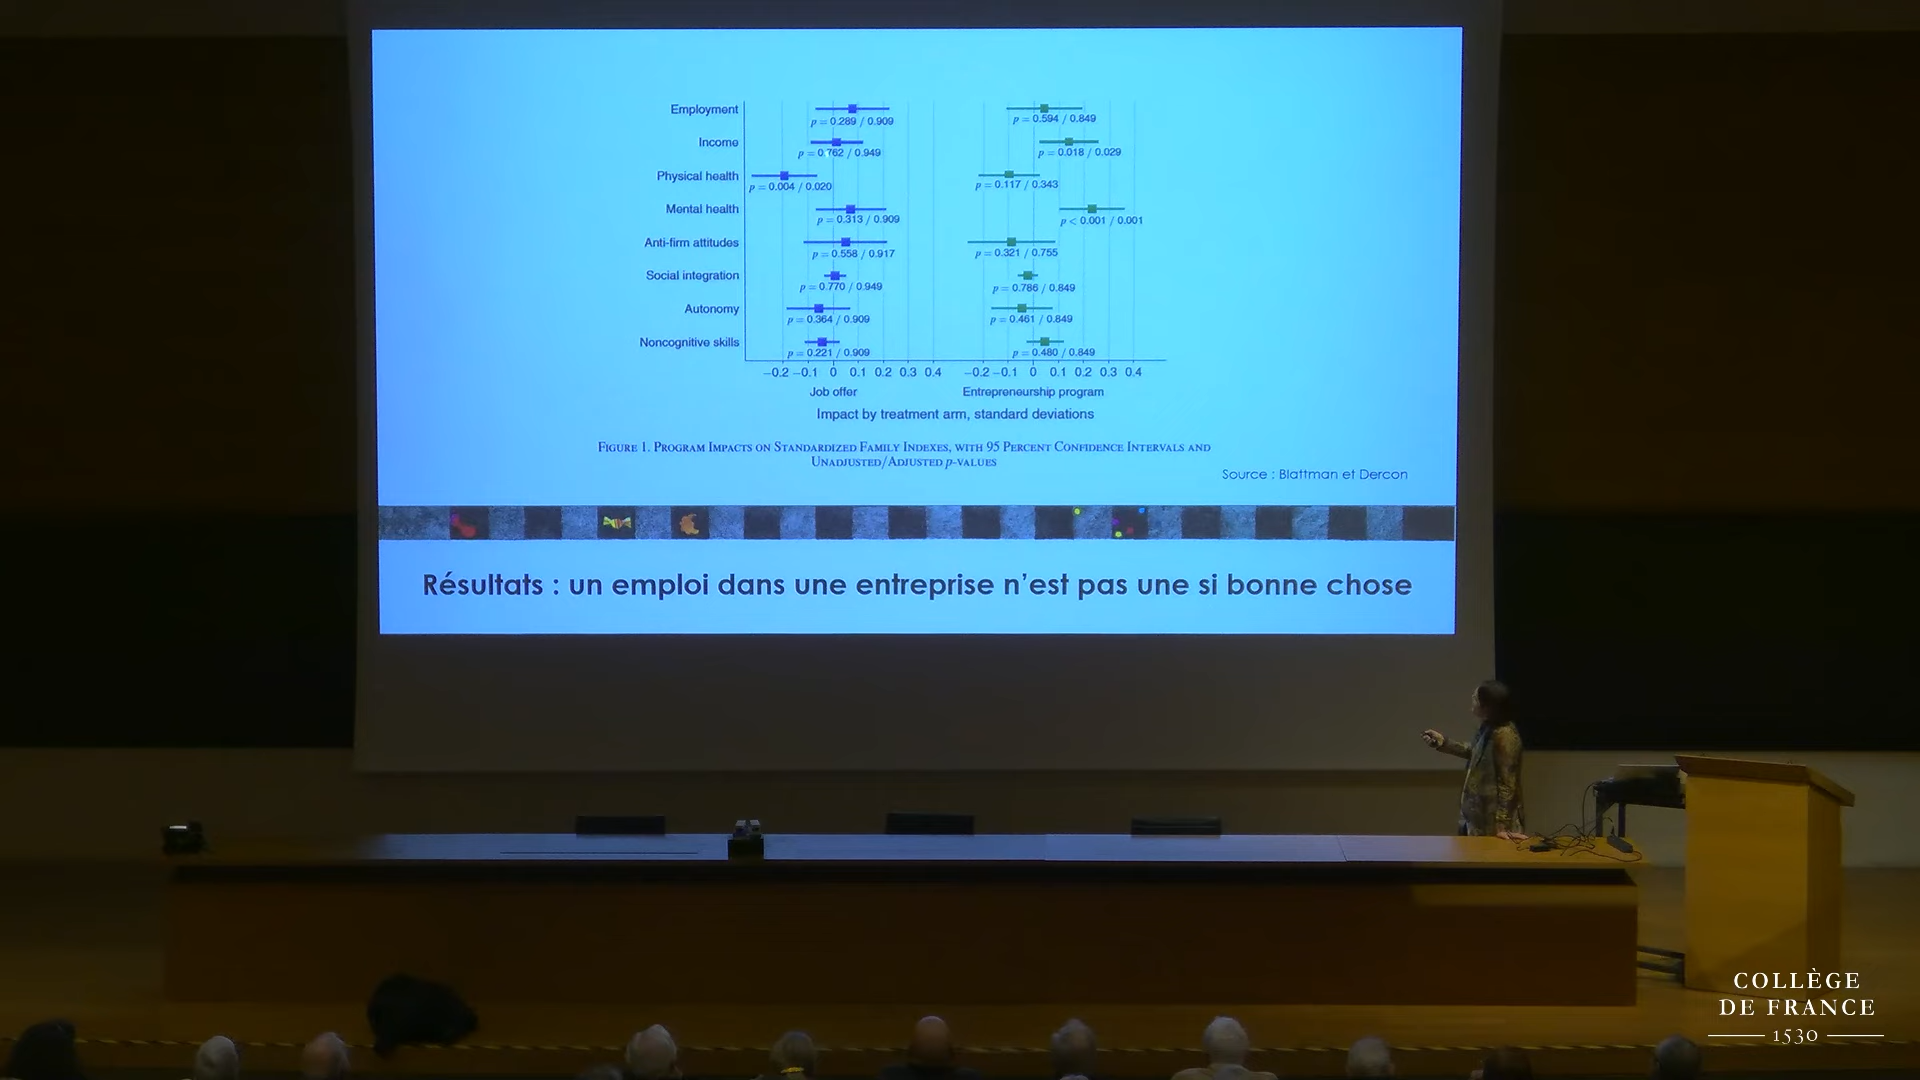 Employment
p = 0.289 / 0.909
p = 0.594 / 0.849
Income
p = 0.762 / 0.949
p = 0.018 / 0.029
Physical health
p = 0.004 / 0.020
p = 0.117 / 0.343
Mental health
p = 0.313 / 0.909
p < 0.001 / 0.001
Anti-firm attitudes
p = 0.558 / 0.917
p = 0.321 / 0.755
Social integration
p = 0.770 / 0.949
p = 0.786 / 0.849
Autonomy
p = 0.364 / 0.909
p = 0.461 / 0.849
Noncognitive skills
p = 0.221 / 0.909
p = 0.480 / 0.849
−0.2 −0.1 0 0.1 0.2 0.3 0.4 −0.2 −0.1 0 0.1 0.2 0.3 0.4
Job offer Entrepreneurship program
Impact by treatment arm, standard deviations
FIGURE 1. PROGRAM IMPACTS ON STANDARDIZED FAMILY INDEXES, WITH 95 PERCENT CONFIDENCE INTERVALS AND
UNADJUSTED/ADJUSTED p-VALUES
Source : Blattman et Dercon
Résultats : un emploi dans une entreprise n'est pas une si bonne chose
COLLÈGE
DE FRANCE
1530